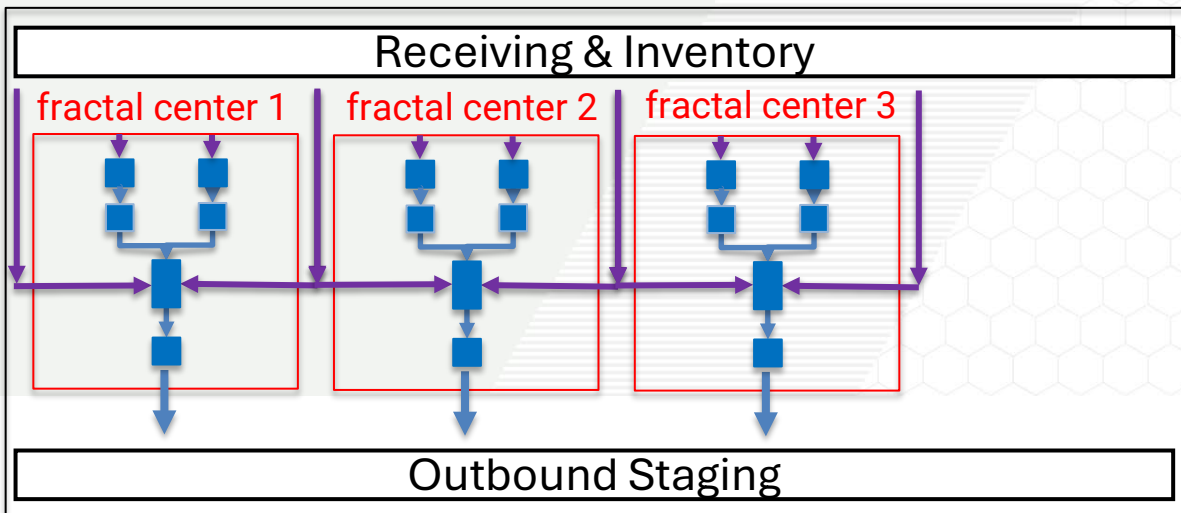 Receiving & Inventory
fractal center 1
fractal center 2
fractal center 3
Outbound Staging